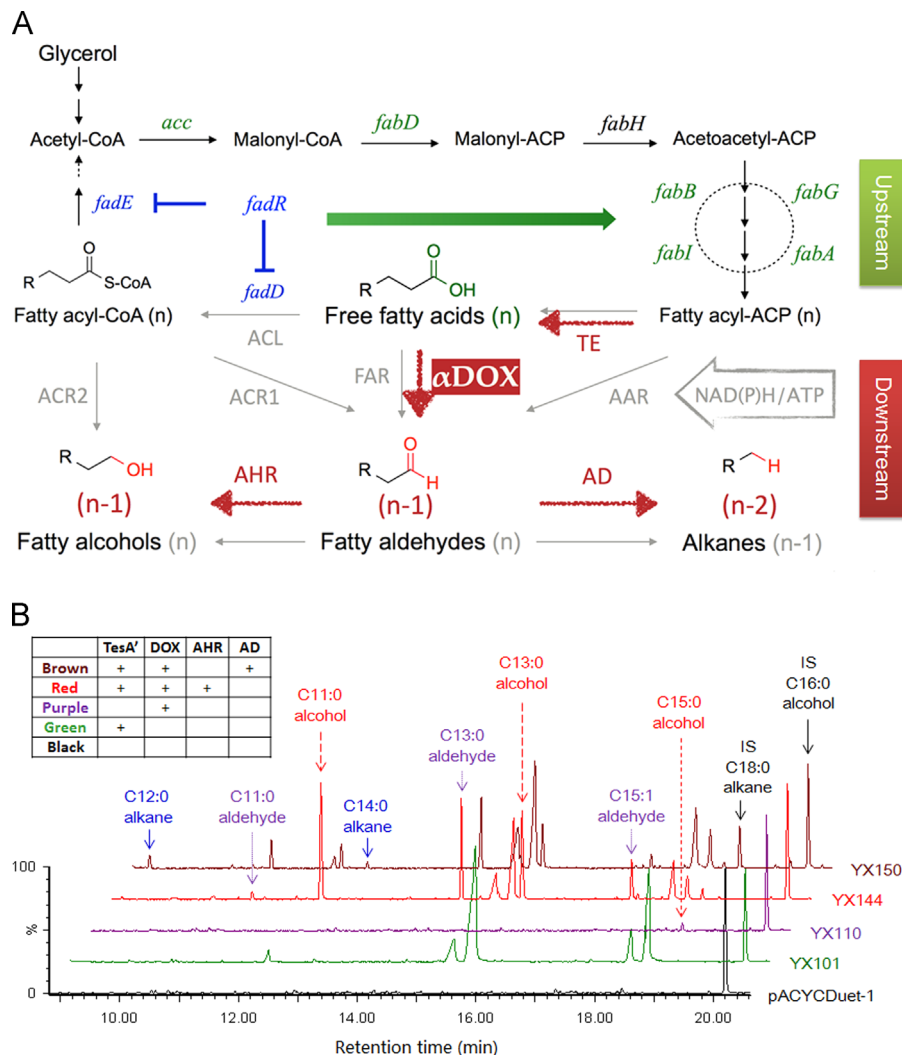 A
Glycerol
Acetyl-CoA
acc
Malonyl-CoA
fabD
Malonyl-ACP
fabH
Acetoacetyl-ACP
fadE
fadR
fabB
fabG
Upstream
O
R
S-CoA
fadD
O
R
OH
fabI
fabA
Fatty acyl-CoA (n)
ACL
Free fatty acids (n)
TE
Fatty acyl-ACP (n)
ACR2
ACR1
FAR
αDOX
AAR
NAD(P)H/ATP
Downstream
R
OH
O
R
H
R
H
(n-1)
AHR
(n-1)
AD
(n-2)
Fatty alcohols (n)
Fatty aldehydes (n)
Alkanes (n-1)
B
TesA' DOX AHR AD
Brown + + +
Red + + +
Purple +
Green +
Black
C12:0
alkane
C11:0
aldehyde
C11:0
alcohol
C14:0
alkane
C13:0
aldehyde
C13:0
alcohol
C15:1
aldehyde
C15:0
alcohol
IS
C18:0
alkane
IS
C16:0
alcohol
100
%
0
YX150
YX144
YX110
YX101
pACYCDuet-1
10.00 12.00 14.00 16.00 18.00 20.00
Retention time (min)